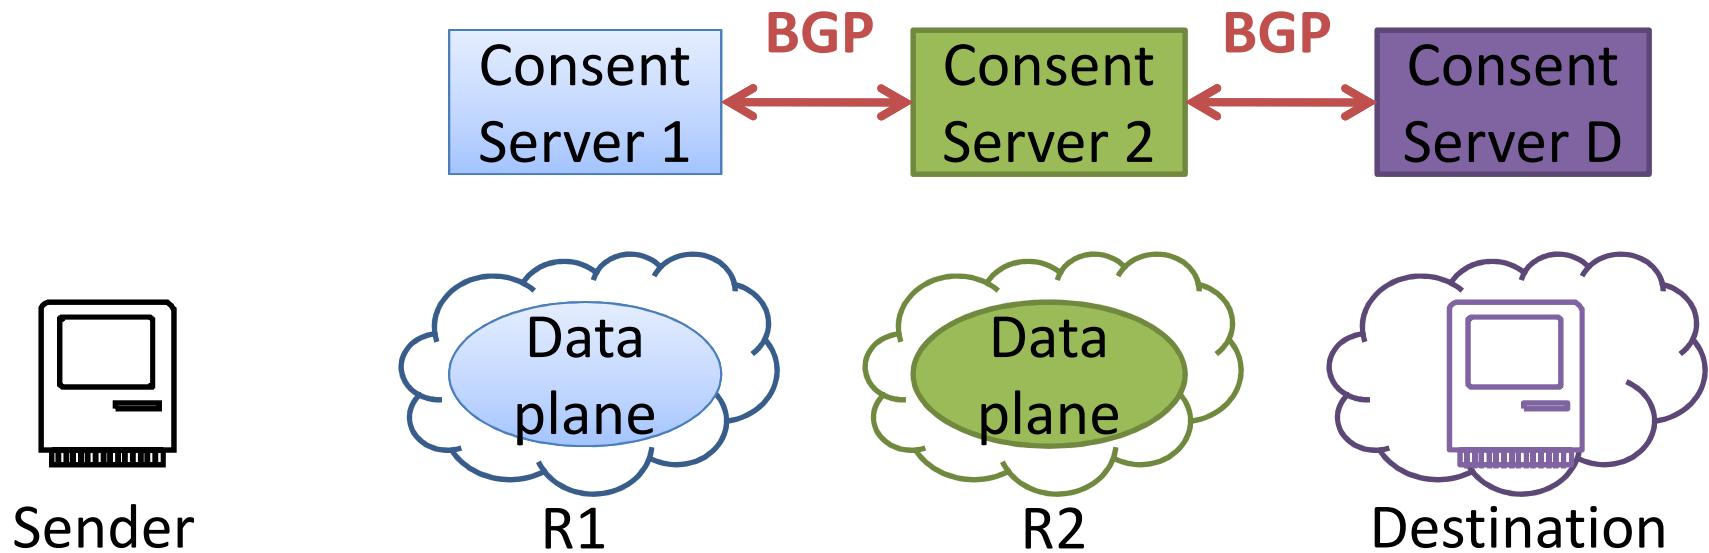 BGP
BGP
Consent
Server 1
Consent
Server 2
Consent
Server D
Data
plane
Data
plane
Sender
R1
R2
Destination